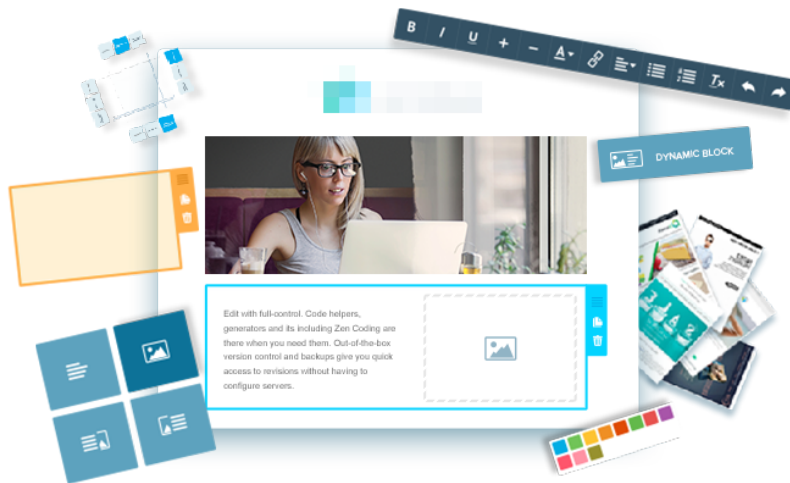 B I U + − A Tx
DYNAMIC BLOCK
Edit with full-control. Code helpers,
generators and its including Zen Coding are
there when you need them. Out-of-the-box
version control and backups give you quick
access to revisions without having to
configure servers.